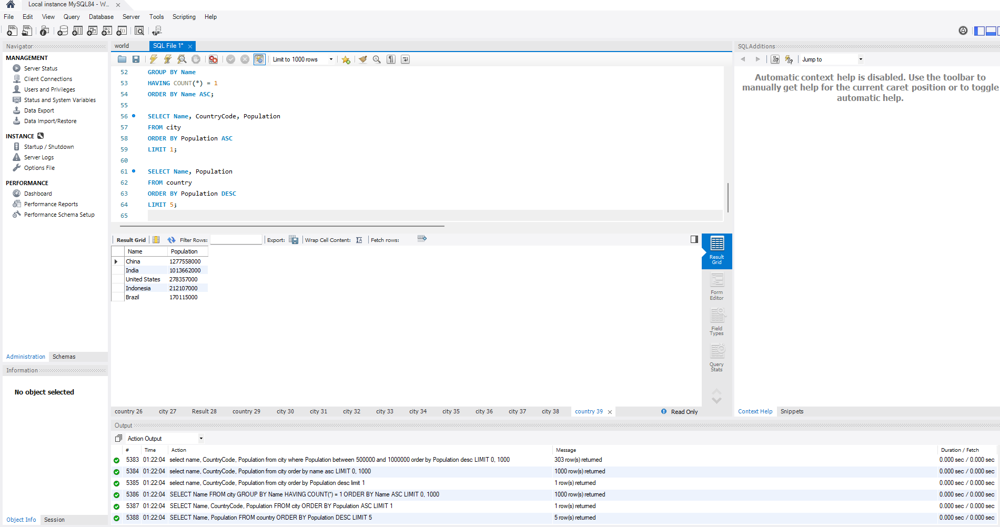 Local instance MySQL84 - W...
File Edit View Query Database Server Tools Scripting Help
Navigator
MANAGEMENT
Server Status
Client Connections
Users and Privileges
Status and System Variables
Data Export
Data Import/Restore
INSTANCE
Startup / Shutdown
Server Logs
Options File
PERFORMANCE
Dashboard
Performance Reports
Performance Schema Setup
Administration Schemas
Information
No object selected
Object Info Session
world SQL File 1*
Limit to 1000 rows
52 GROUP BY Name
53 HAVING COUNT(*) = 1
54 ORDER BY Name ASC;
55
56 SELECT Name, CountryCode, Population
57 FROM city
58 ORDER BY Population ASC
59 LIMIT 1;
60
61 SELECT Name, Population
62 FROM country
63 ORDER BY Population DESC
64 LIMIT 5;
65
Result Grid Filter Rows: Export: Wrap Cell Content: Fetch rows:
Name Population
China 1277558000
India 1013662000
United States 278357000
Indonesia 212107000
Brazil 170115000
Result
Grid
Form
Editor
Field
Types
Query
Stats
country 26 city 27 Result 28 country 29 city 30 city 31 city 32 city 33 city 34 city 35 city 36 city 37 city 38 country 39 Read Only
SQLAdditions
Jump to
Automatic context help is disabled. Use the toolbar to
manually get help for the current caret position or to toggle
automatic help.
Context Help Snippets
Output
Action Output
# Time Action Message Duration / Fetch
5383 01:22:04 select name, CountryCode, Population from city where Population between 500000 and 1000000 order by Population desc LIMIT 0, 1000 303 row(s) returned 0.000 sec / 0.000 sec
5384 01:22:04 select name, CountryCode, Population from city order by name asc LIMIT 0, 1000 1000 row(s) returned 0.000 sec / 0.000 sec
5385 01:22:04 select name, CountryCode, Population from city order by Population desc limit 1 1 row(s) returned 0.000 sec / 0.000 sec
5386 01:22:04 SELECT Name FROM city GROUP BY Name HAVING COUNT(*) = 1 ORDER BY Name ASC LIMIT 0, 1000 1000 row(s) returned 0.000 sec / 0.000 sec
5387 01:22:04 SELECT Name, CountryCode, Population FROM city ORDER BY Population ASC LIMIT 1 1 row(s) returned 0.000 sec / 0.000 sec
5388 01:22:04 SELECT Name, Population FROM country ORDER BY Population DESC LIMIT 5 5 row(s) returned 0.000 sec / 0.000 sec